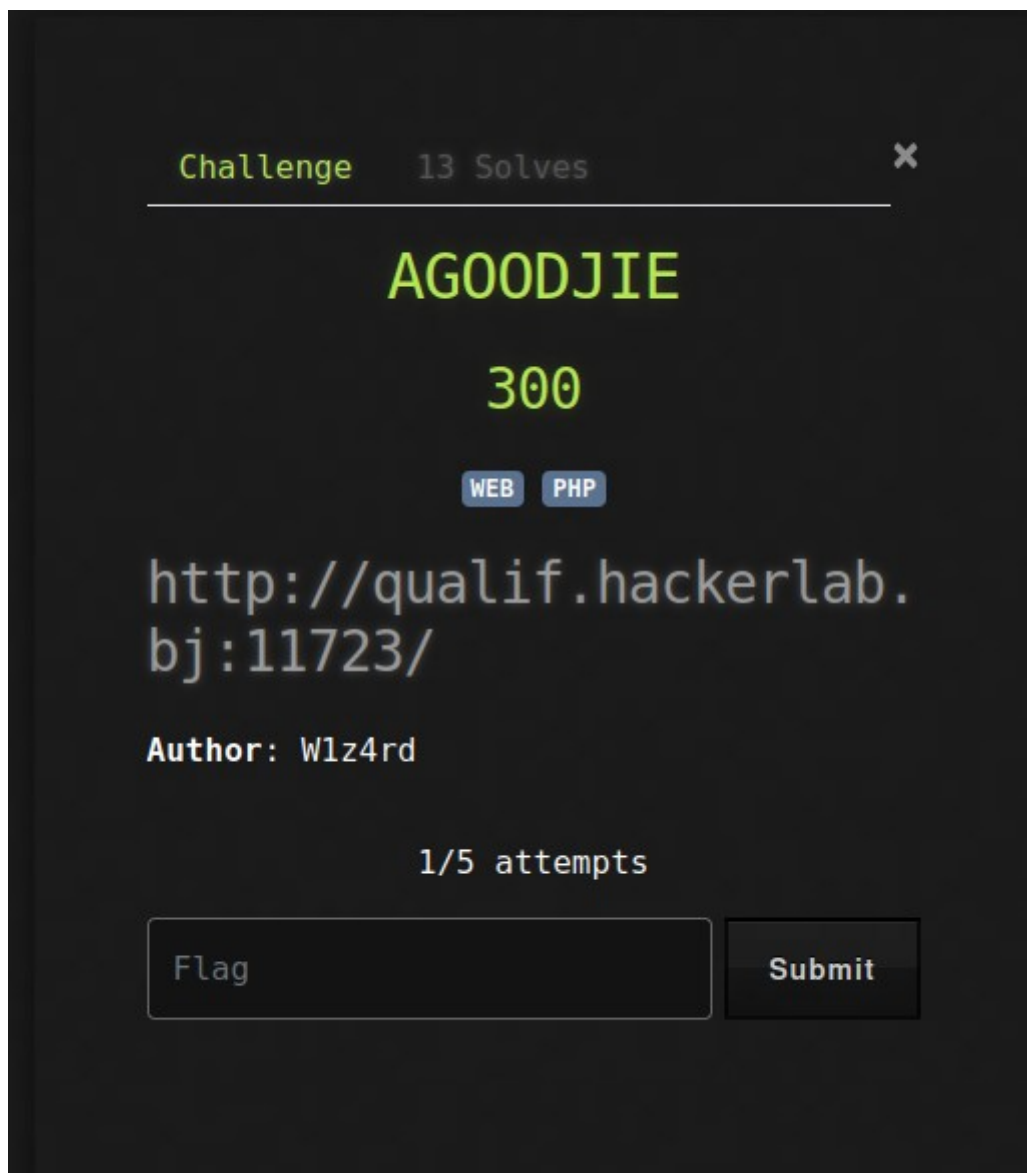 Challenge 13 Solves ×
AGOODJIE
300
WEB PHP
http://qualif.hackerlab.
bj:11723/
Author: W1z4rd
1/5 attempts
Flag Submit